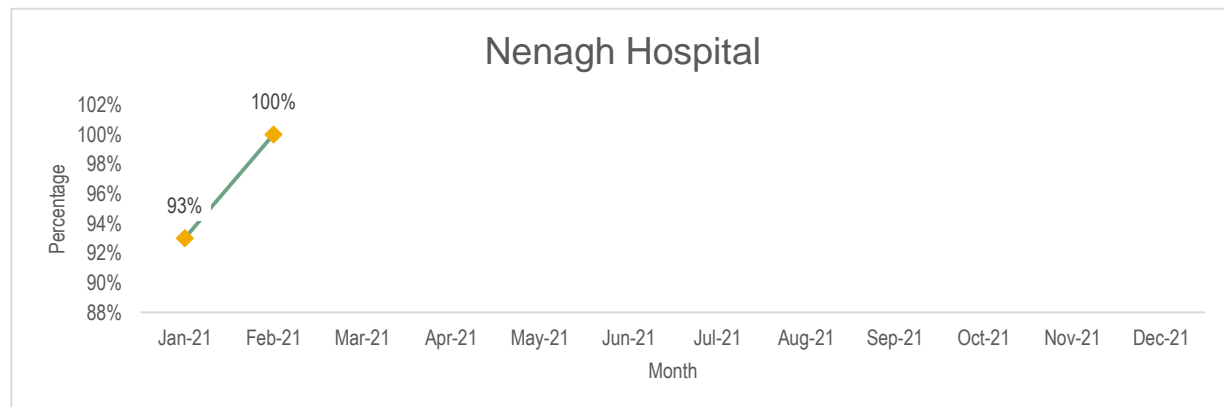 Nenagh Hospital
102%
100%
98%
96%
94%
92%
90%
88%
Percentage
93%
100%
Jan-21 Feb-21 Mar-21 Apr-21 May-21 Jun-21 Jul-21 Aug-21 Sep-21 Oct-21 Nov-21 Dec-21
Month